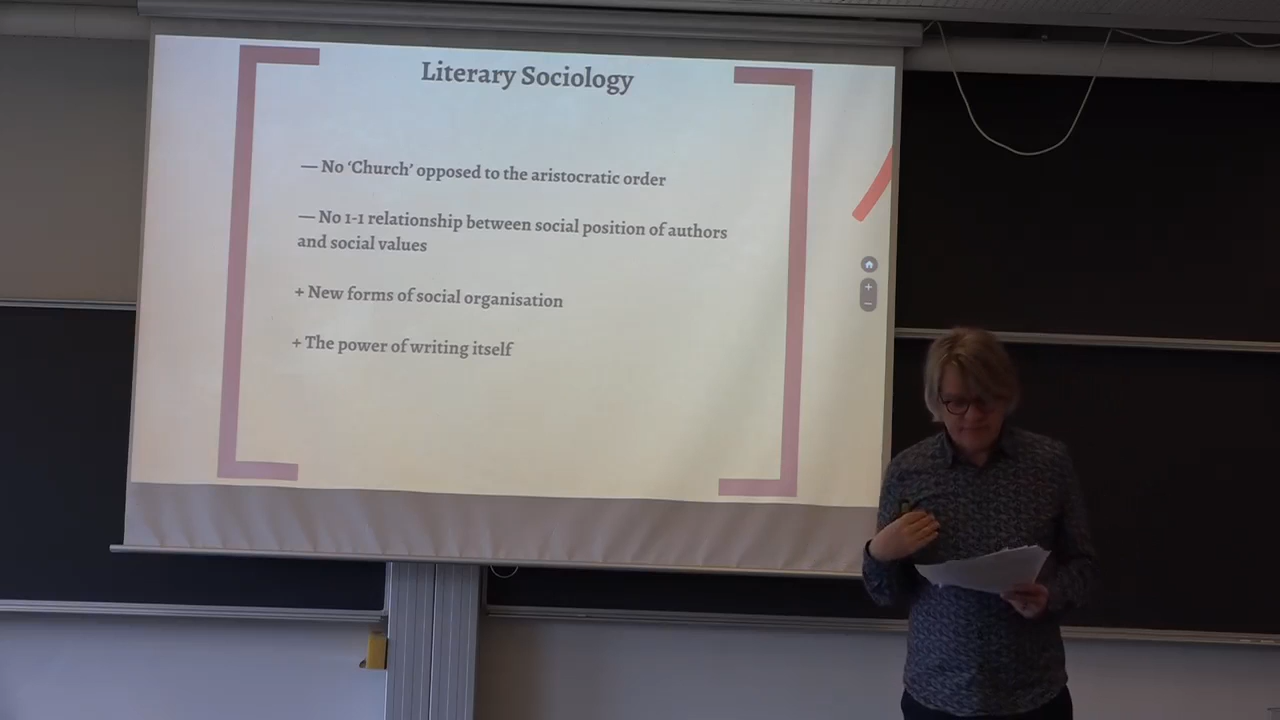 Literary Sociology
— No ‘Church’ opposed to the aristocratic order
— No 1-1 relationship between social position of authors
and social values
+ New forms of social organisation
+ The power of writing itself